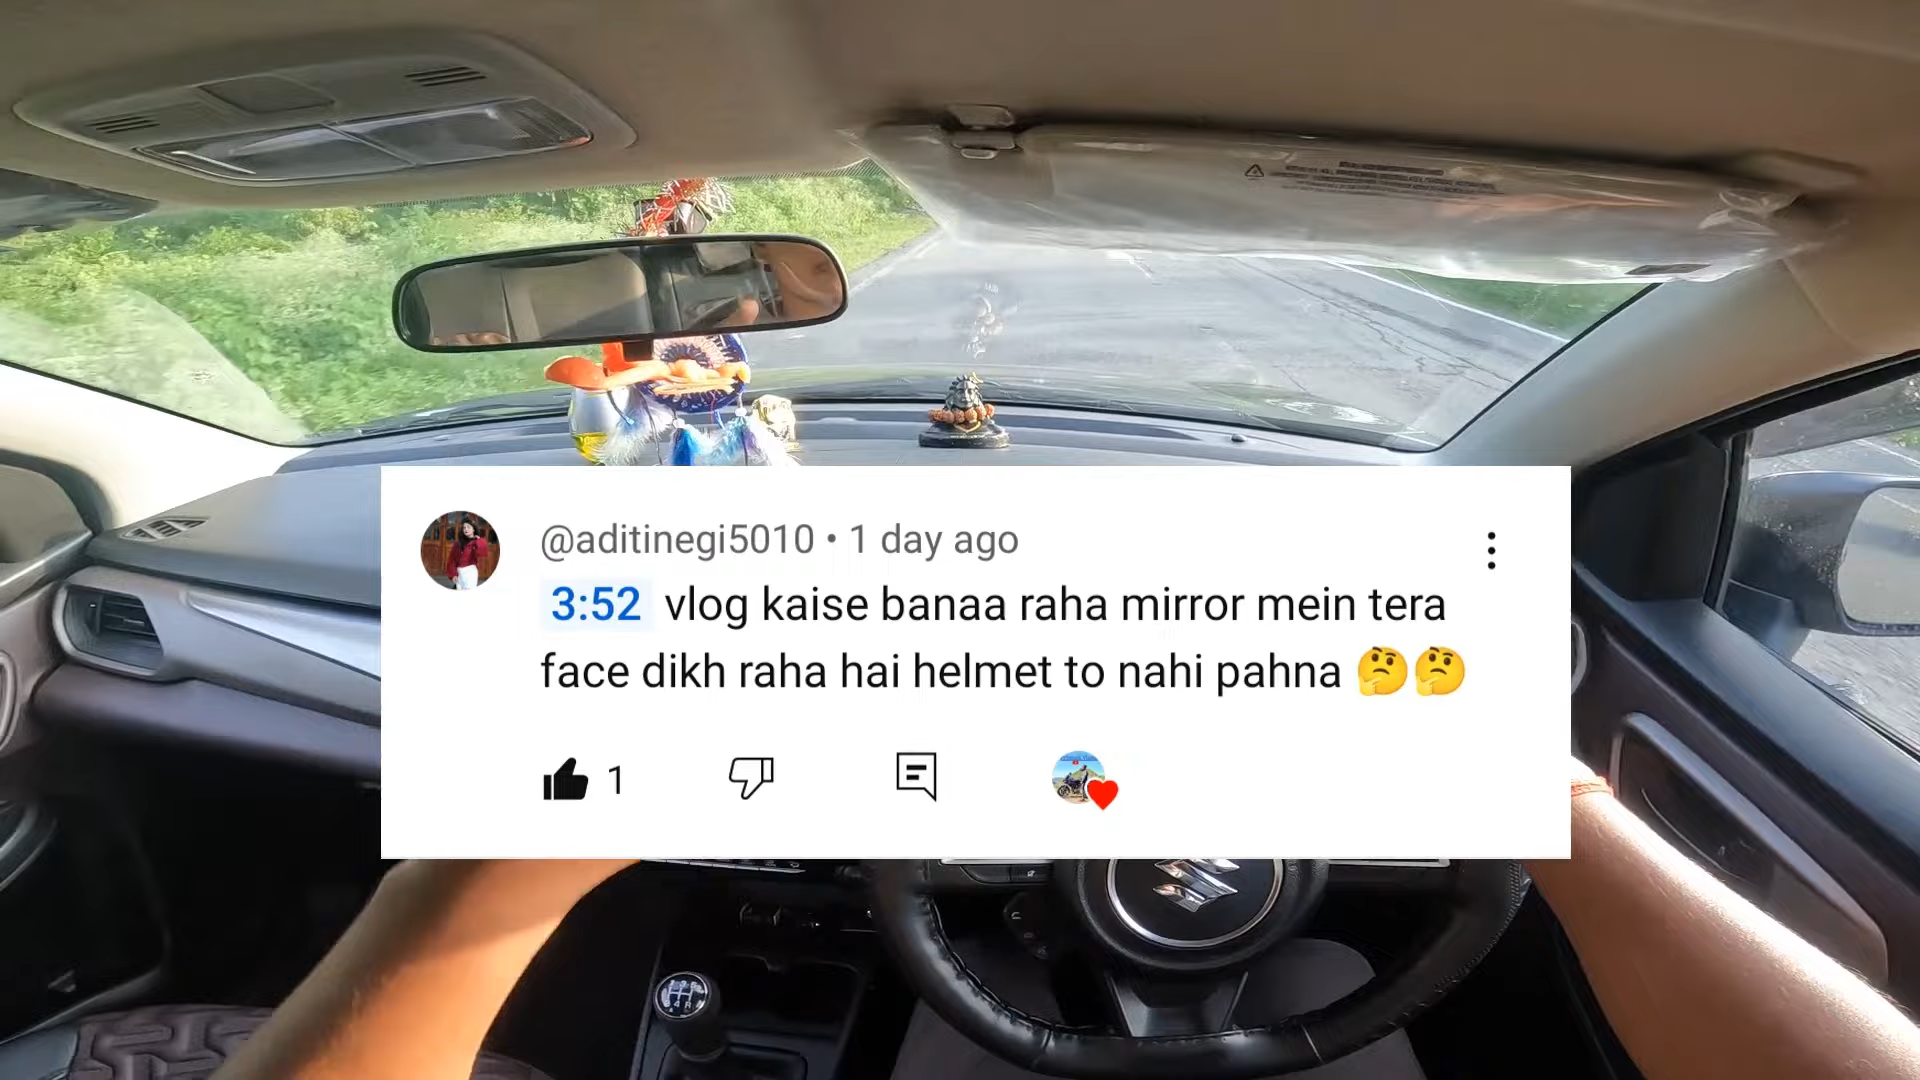 @aditinegi5010 • 1 day ago
3:52 vlog kaise banaa raha mirror mein tera
face dikh raha hai helmet to nahi pahna 🤔🤔
1